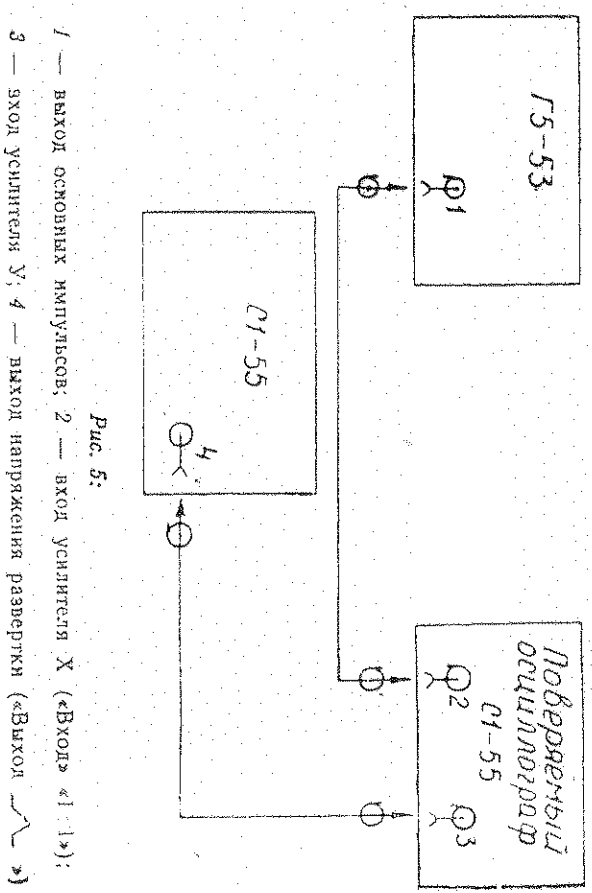 Г5-53
1
С1-55
4
Поверяемый
осциллограф
С1-55
2
3
Рис. 5:
1 — выход основных импульсов; 2 — вход усилителя X («Вход» «1 : 1»);
3 — вход усилителя У; 4 — выход напряжения развертки («Выход »)